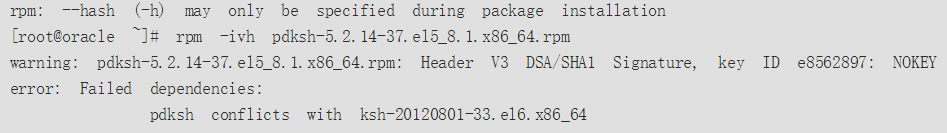 rpm: --hash (-h) may only be specified during package installation
[root@oracle ~]# rpm -ivh pdksh-5.2.14-37.el5_8.1.x86_64.rpm
warning: pdksh-5.2.14-37.el5_8.1.x86_64.rpm: Header V3 DSA/SHA1 Signature, key ID e8562897: NOKEY
error: Failed dependencies:
pdksh conflicts with ksh-20120801-33.el6.x86_64